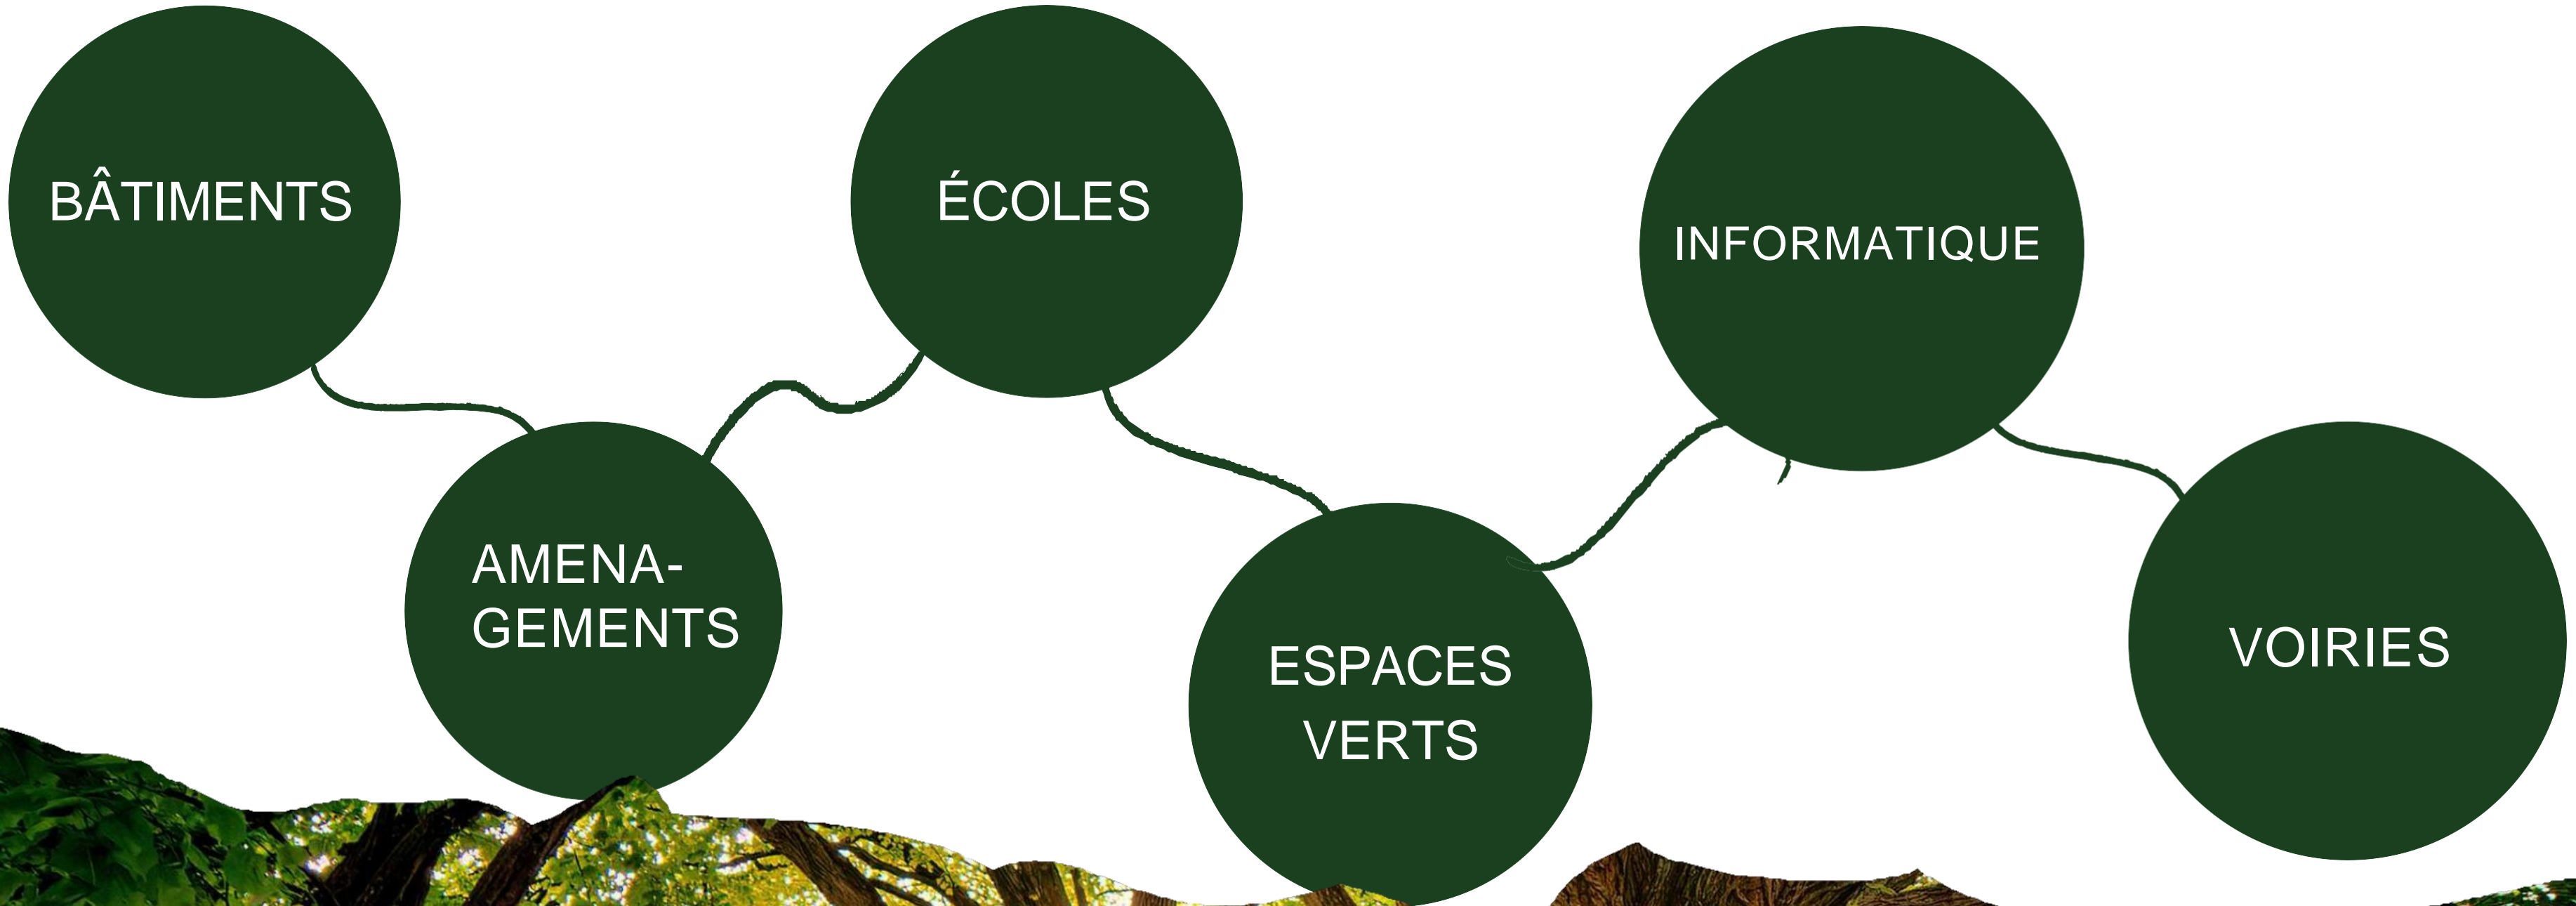 BÂTIMENTS
AMENA-
GEMENTS
ÉCOLES
ESPACES
VERTS
INFORMATIQUE
VOIRIES